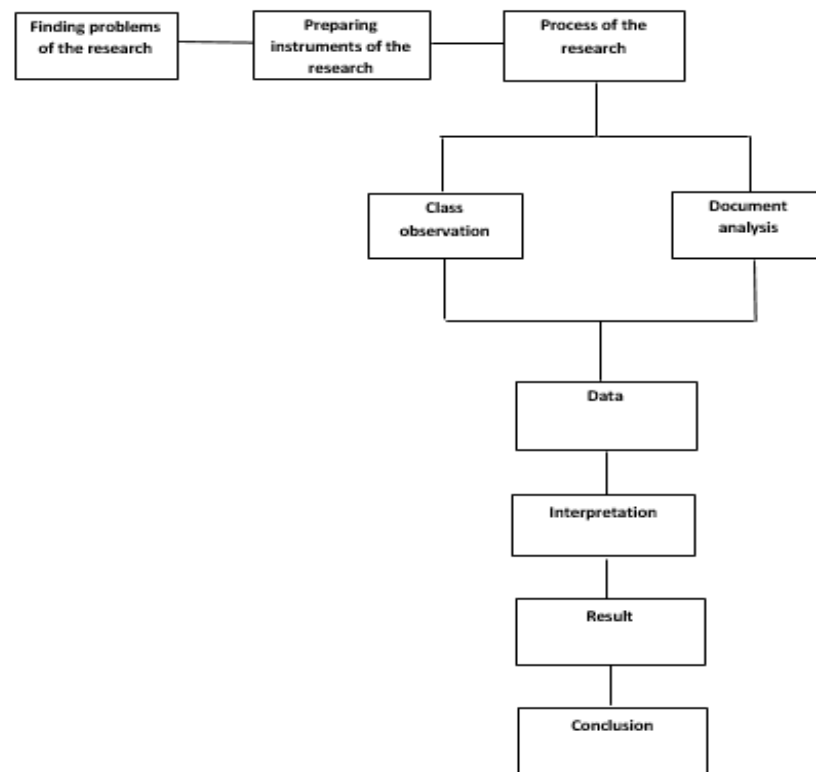 Finding problems
of the research
Preparing
instruments of the
research
Process of the
research
Class
observation
Document
analysis
Data
Interpretation
Result
Conclusion